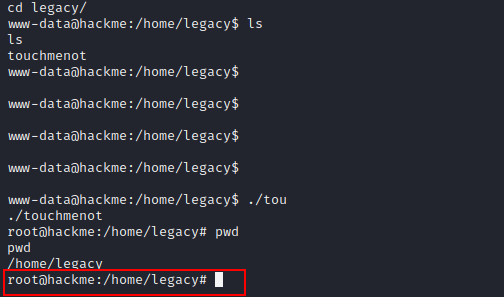 cd legacy/
www-data@hackme:/home/legacy$ ls
ls
touchmenot
www-data@hackme:/home/legacy$
www-data@hackme:/home/legacy$
www-data@hackme:/home/legacy$
www-data@hackme:/home/legacy$
www-data@hackme:/home/legacy$ ./tou
./touchmenot
root@hackme:/home/legacy# pwd
pwd
/home/legacy
root@hackme:/home/legacy#